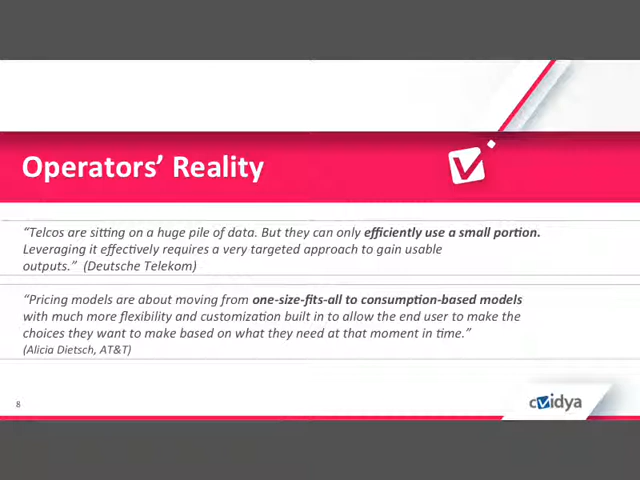 Operators’ Reality
“Telcos are sitting on a huge pile of data. But they can only efficiently use a small portion.
Leveraging it effectively requires a very targeted approach to gain usable
outputs.” (Deutsche Telekom)
“Pricing models are about moving from one-size-fits-all to consumption-based models
with much more flexibility and customization built in to allow the end user to make the
choices they want to make based on what they need at that moment in time.”
(Alicia Dietsch, AT&T)
8
cVidya